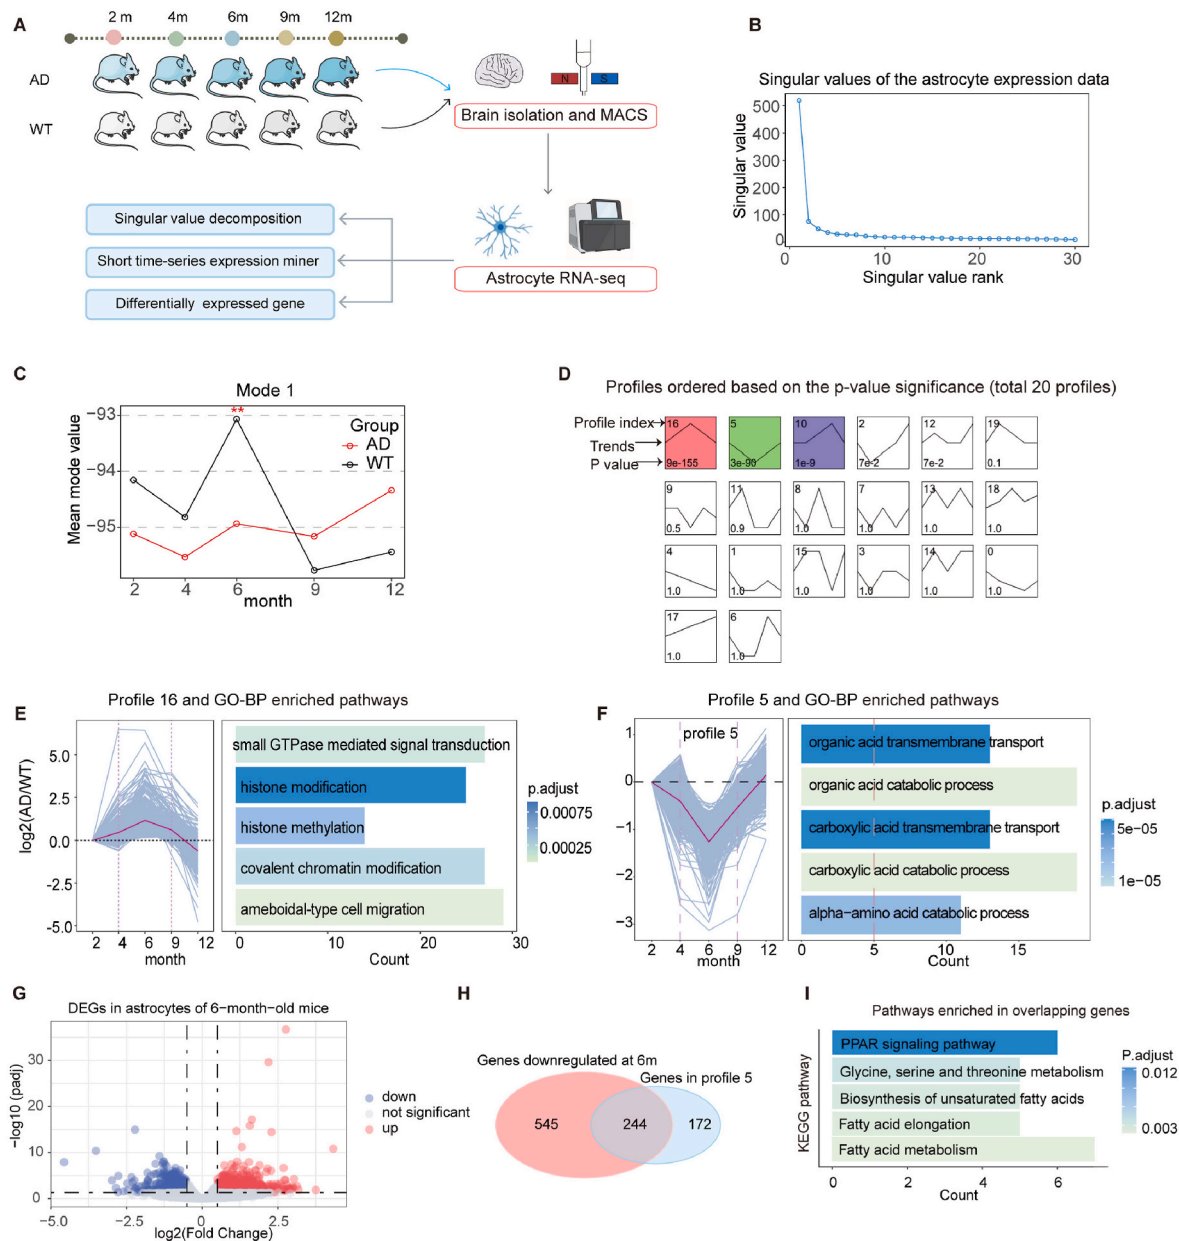 A
2 m 4m 6m 9m 12m
AD
WT
N S
Brain isolation and MACS
Singular value decomposition
Short time-series expression miner
Differentially expressed gene
Astrocyte RNA-seq
B
Singular values of the astrocyte expression data
Singular value
500
400
300
200
100
0
0 10 20 30
Singular value rank
C
Mode 1
Mean mode value
−93
−94
−95
**
Group
AD
WT
2 4 6 9 12
month
D
Profiles ordered based on the p-value significance (total 20 profiles)
Profile index
Trends
P value
16 5 10 2 12 19
9e-155 3e-90 1e-9 7e-2 7e-2 0.1
9 11 8 7 13 18
0.5 0.9 1.0 1.0 1.0 1.0
4 1 15 3 14 0
1.0 1.0 1.0 1.0 1.0 1.0
17 6
1.0 1.0
Profile 16 and GO-BP enriched pathways
E
log2(AD/WT)
5.0
2.5
0.0
-2.5
-5.0
2 4 6 9 12
month
small GTPase mediated signal transduction
histone modification
histone methylation
covalent chromatin modification
ameboidal-type cell migration
0 10 20 30
Count
p.adjust
0.00075
0.00025
Profile 5 and GO-BP enriched pathways
F
profile 5
1
0
−1
−2
−3
2 4 6 9 12
month
organic acid transmembrane transport
organic acid catabolic process
carboxylic acid transmembrane transport
carboxylic acid catabolic process
alpha−amino acid catabolic process
0 5 10 15
Count
p.adjust
5e−05
1e−05
G
DEGs in astrocytes of 6−month−old mice
−log10 (padj)
30
20
10
0
−5.0 −2.5 0 2.5
log2(Fold Change)
down
not significant
up
H
Genes downregulated at 6m
Genes in profile 5
545 244 172
I
Pathways enriched in overlapping genes
KEGG pathway
PPAR signaling pathway
Glycine, serine and threonine metabolism
Biosynthesis of unsaturated fatty acids
Fatty acid elongation
Fatty acid metabolism
0 2 4 6
Count
P.adjust
0.012
0.003